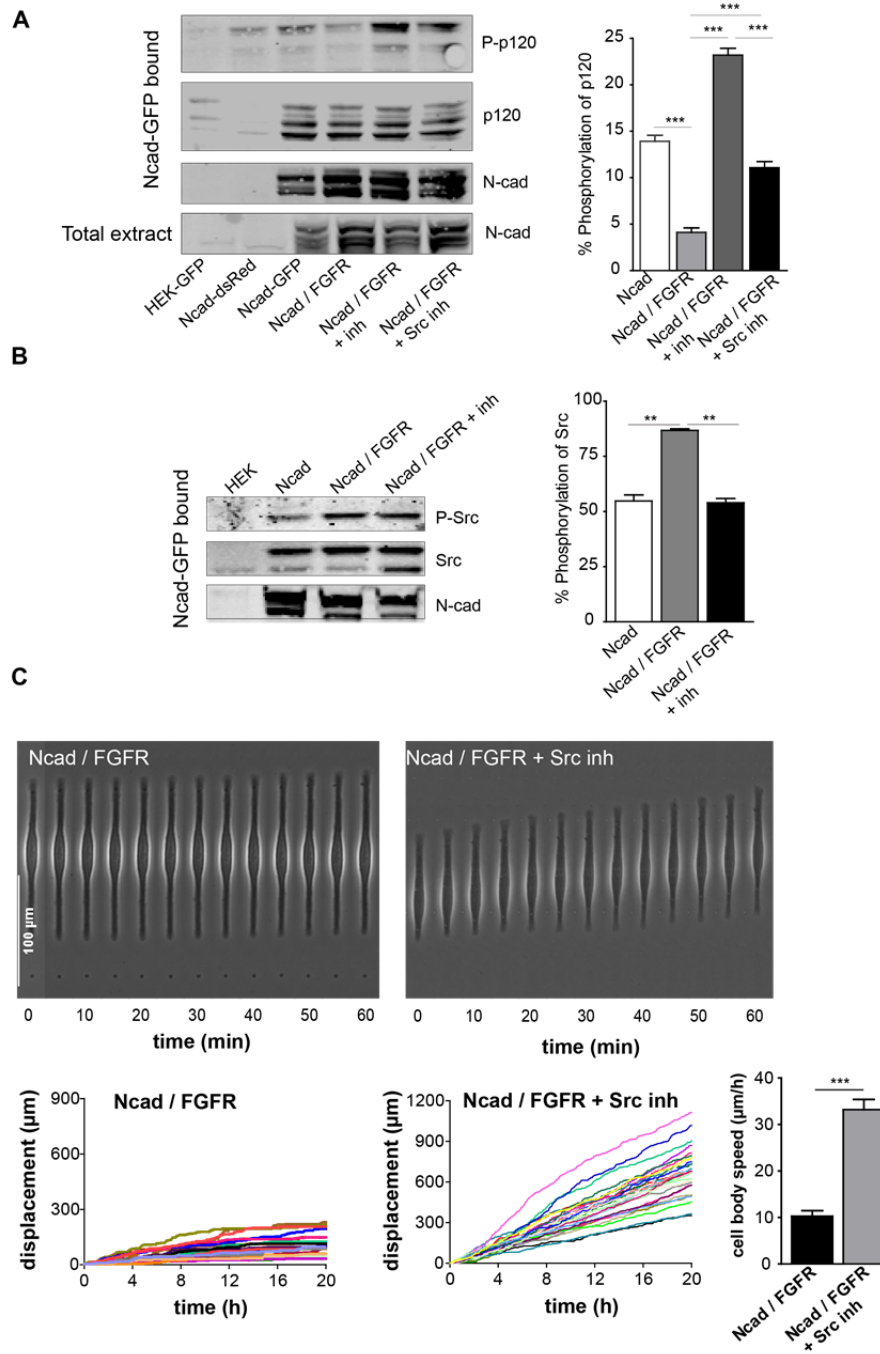 A
Ncad-GFP bound
P-p120
p120
N-cad
Total extract
N-cad
HEK-GFP
Ncad-dsRed
Ncad-GFP
Ncad / FGFR
Ncad / FGFR
+ inh
Ncad / FGFR
+ Src inh
% Phosphorylation of p120
25
20
15
10
5
0
***
***
***
***
Ncad
Ncad / FGFR
Ncad / FGFR
+ inh
Ncad / FGFR
+ Src inh
B
Ncad-GFP bound
HEK
Ncad
Ncad / FGFR
Ncad / FGFR + inh
P-Src
Src
N-cad
% Phosphorylation of Src
100
75
50
25
0
**
**
Ncad
Ncad / FGFR
Ncad / FGFR
+ inh
C
Ncad / FGFR
100 µm
0 10 20 30 40 50 60
time (min)
Ncad / FGFR + Src inh
0 10 20 30 40 50 60
time (min)
displacement (µm)
900
600
300
0
Ncad / FGFR
0 4 8 12 16 20
time (h)
displacement (µm)
1200
900
600
300
0
Ncad / FGFR + Src inh
0 4 8 12 16 20
time (h)
cell body speed (µm/h)
40
30
20
10
0
***
Ncad / FGFR
Ncad / FGFR
+ Src inh